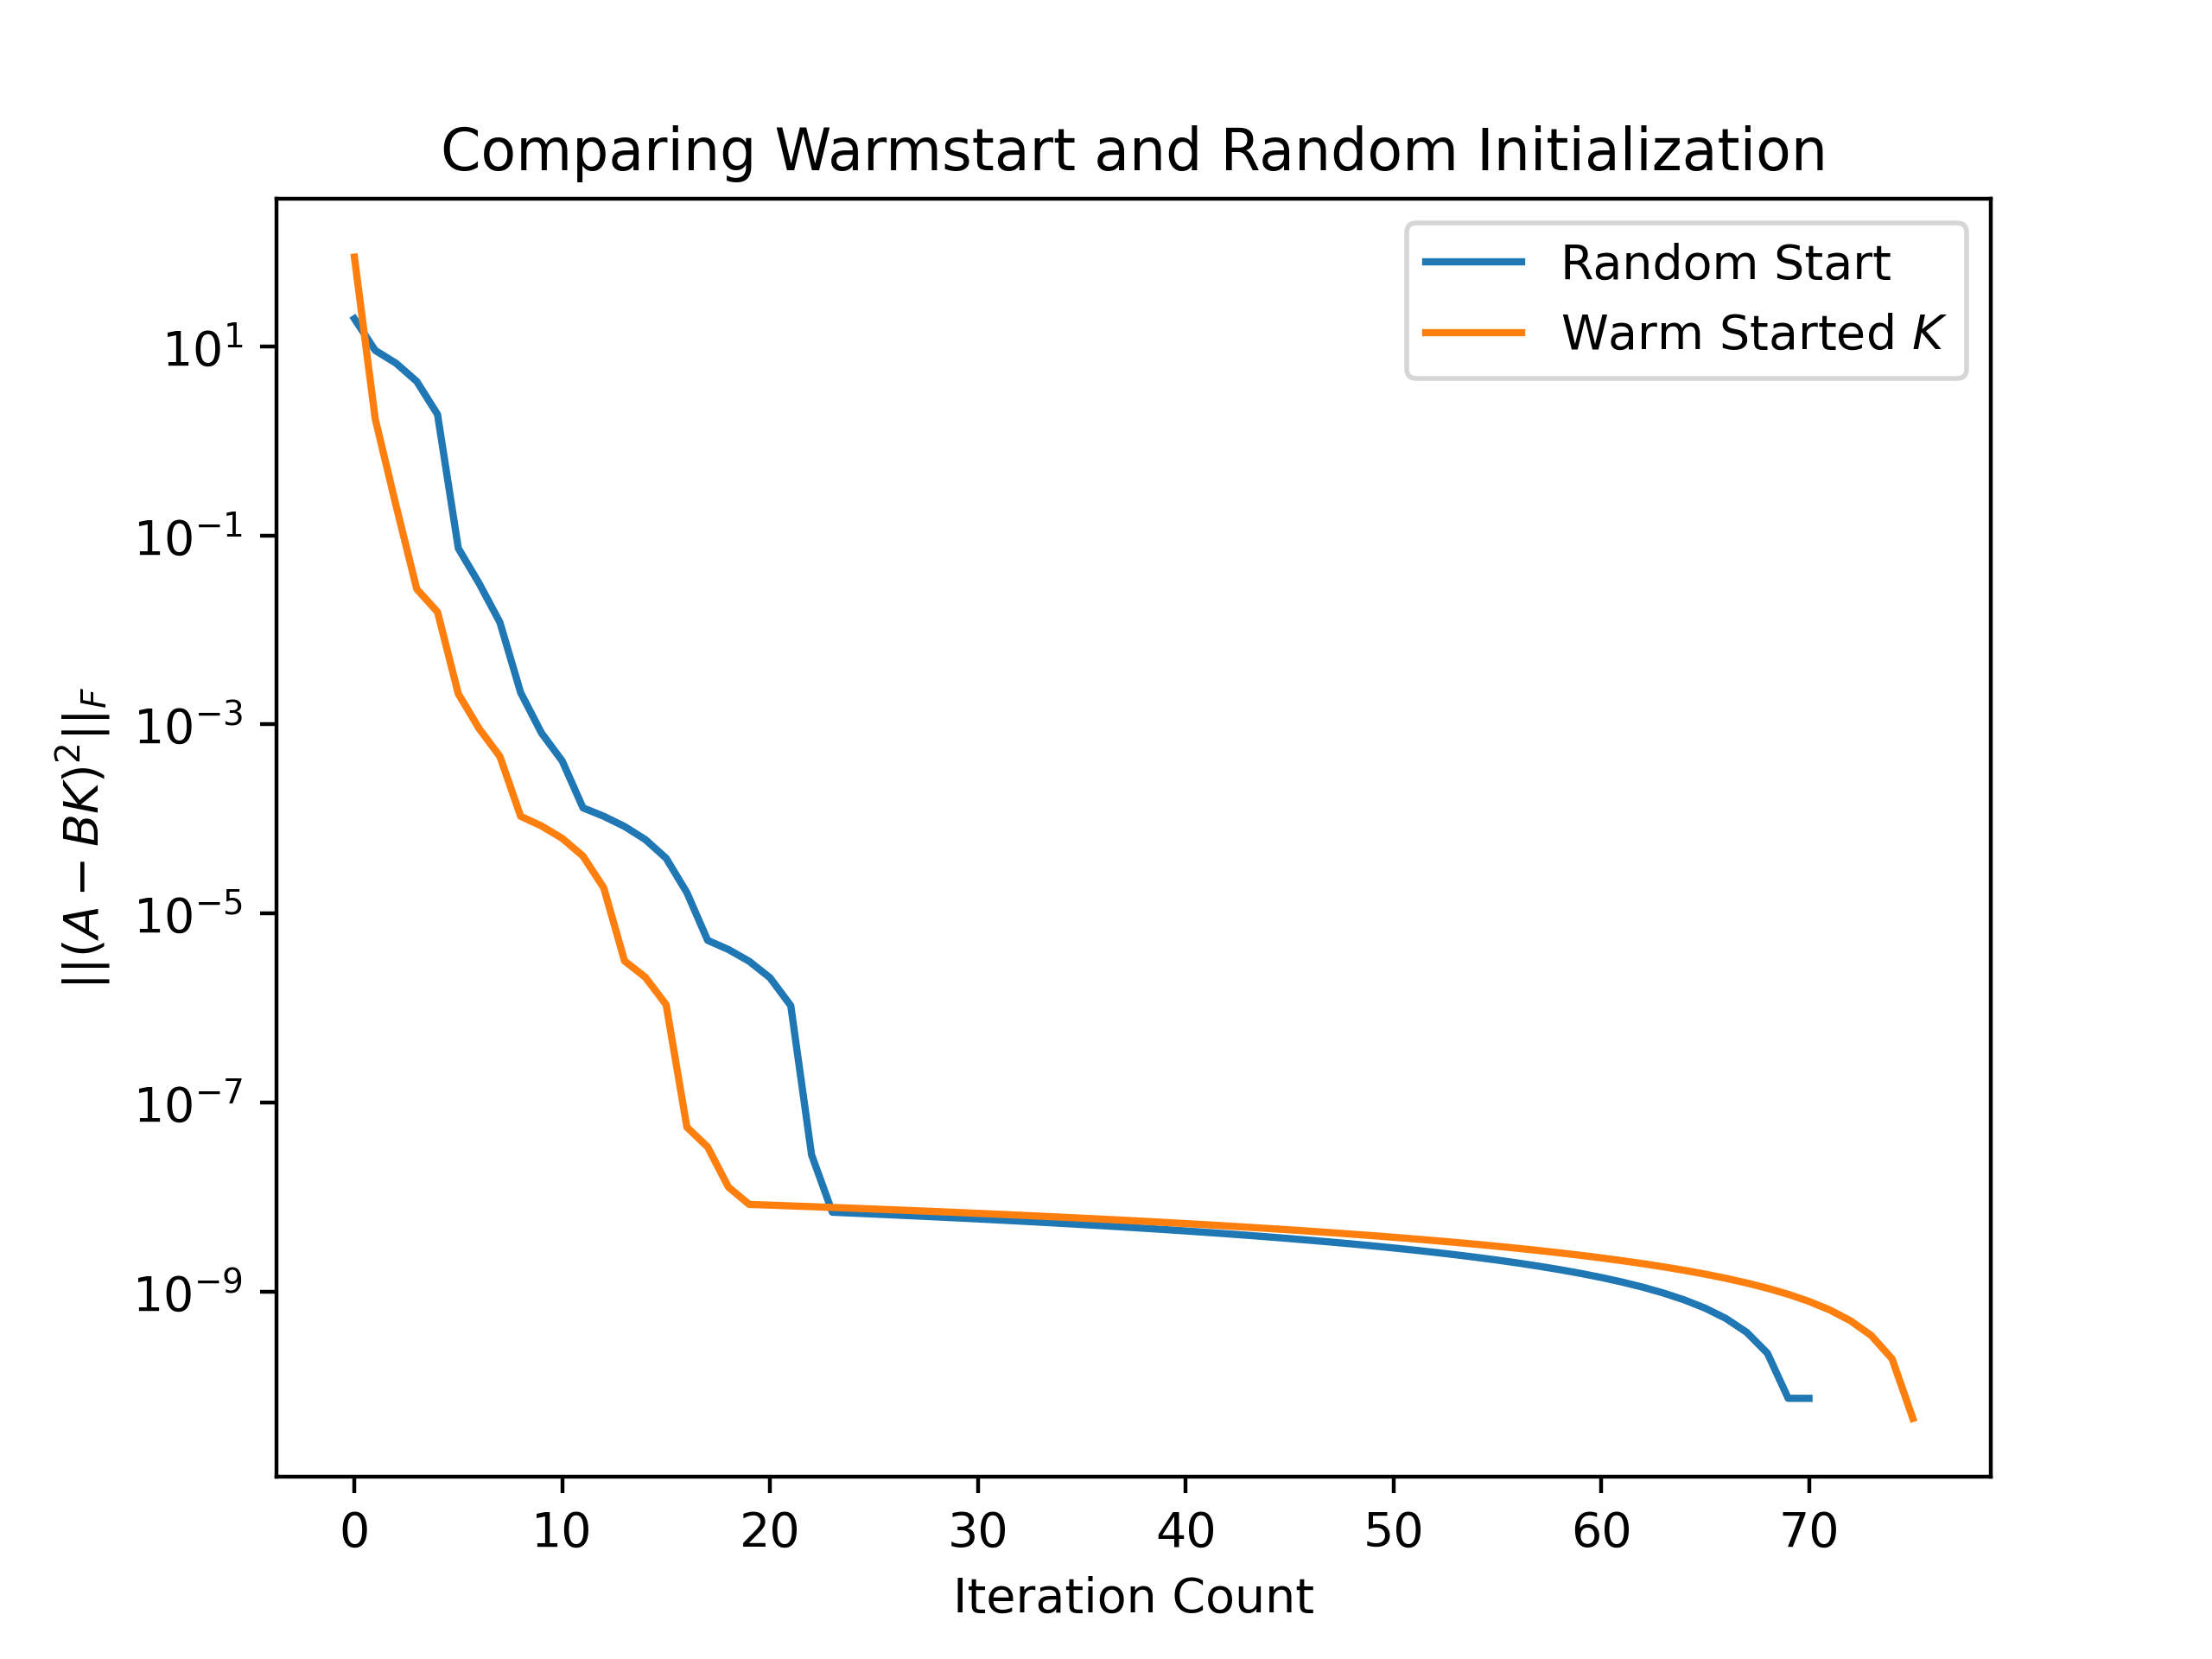 Comparing Warmstart and Random Initialization
Random Start
Warm Started K
||(A − BK)²||F
10¹
10⁻¹
10⁻³
10⁻⁵
10⁻⁷
10⁻⁹
0 10 20 30 40 50 60 70
Iteration Count